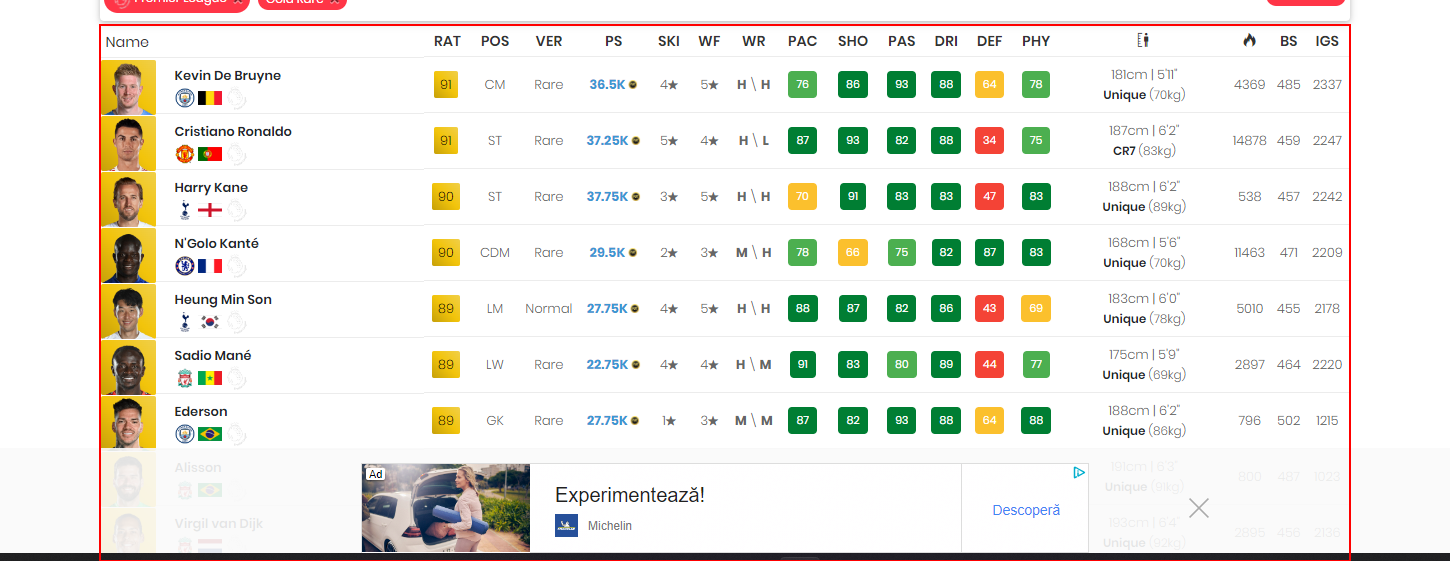 Premier League Gold Rare
Name RAT POS VER PS SKI WF WR PAC SHO PAS DRI DEF PHY BS IGS
Kevin De Bruyne 91 CM Rare 36.5K 4★ 5★ H \ H 76 86 93 88 64 78 181cm | 5'11" 4369 485 2337
Unique (70kg)
Cristiano Ronaldo 91 ST Rare 37.25K 5★ 4★ H \ L 87 93 82 88 34 75 187cm | 6'2" 14878 459 2247
CR7 (83kg)
Harry Kane 90 ST Rare 37.75K 3★ 5★ H \ H 70 91 83 83 47 83 188cm | 6'2" 538 457 2242
Unique (89kg)
N'Golo Kanté 90 CDM Rare 29.5K 2★ 3★ M \ H 78 66 75 82 87 83 168cm | 5'6" 11463 471 2209
Unique (70kg)
Heung Min Son 89 LM Normal 27.75K 4★ 5★ H \ H 88 87 82 86 43 69 183cm | 6'0" 5010 455 2178
Unique (78kg)
Sadio Mané 89 LW Rare 22.75K 4★ 4★ H \ M 91 83 80 89 44 77 175cm | 5'9" 2897 464 2220
Unique (69kg)
Ederson 89 GK Rare 27.75K 1★ 3★ M \ M 87 82 93 88 64 88 188cm | 6'2" 796 502 1215
Unique (86kg)
Alisson 191cm | 6'3" 900 487 1023
Unique (91kg)
Virgil van Dijk 193cm | 6'4" 2895 456 2136
Unique (92kg)
Ad
Experimentează!
Michelin
Descoperă